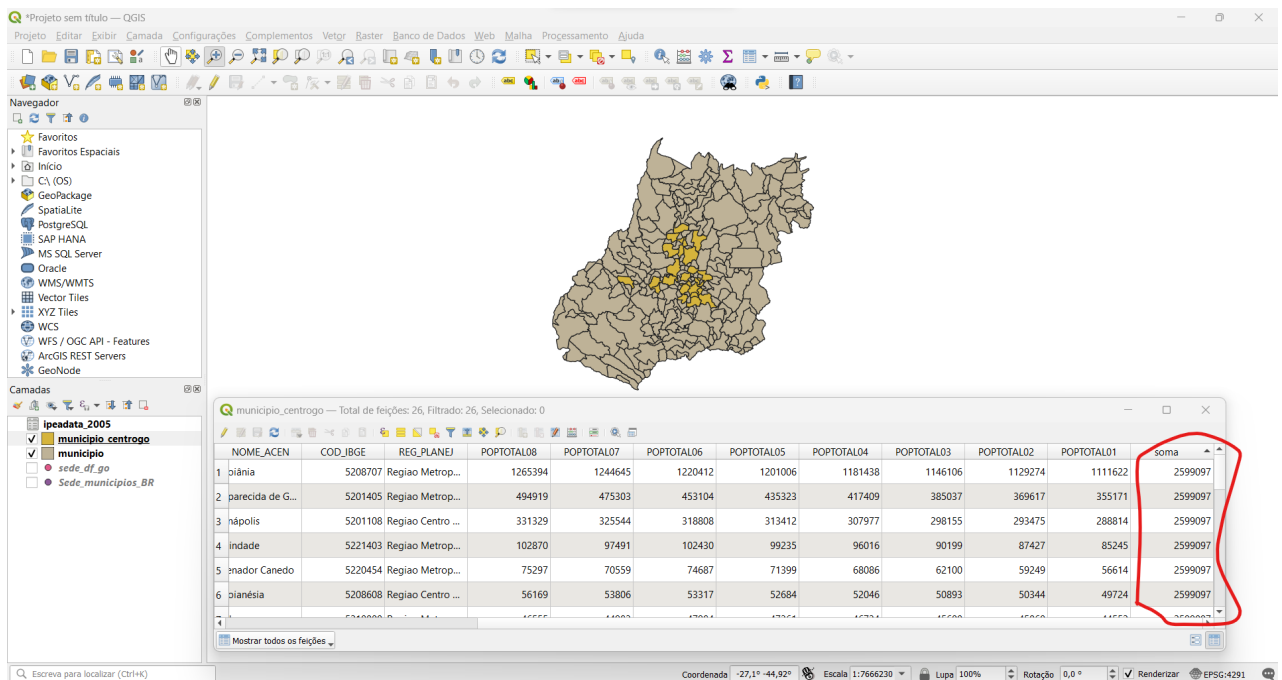 *Projeto sem título — QGIS
Projeto Editar Exibir Camada Configurações Complementos Vetor Raster Banco de Dados Web Malha Processamento Ajuda
Navegador
Favoritos
Favoritos Espaciais
Início
C:\ (OS)
GeoPackage
SpatiaLite
PostgreSQL
SAP HANA
MS SQL Server
Oracle
WMS/WMTS
Vector Tiles
XYZ Tiles
WCS
WFS / OGC API - Features
ArcGIS REST Servers
GeoNode
Camadas
ipeadata_2005
municipio_centrogo
municipio
sede_df_go
Sede_municipios_BR
municipio_centrogo — Total de feições: 26, Filtrado: 26, Selecionado: 0
NOME_ACEN COD_IBGE REG_PLANEJ POPTOTAL08 POPTOTAL07 POPTOTAL06 POPTOTAL05 POPTOTAL04 POPTOTAL03 POPTOTAL02 POPTOTAL01 soma
1 oiânia 5208707 Regiao Metrop... 1265394 1244645 1220412 1201006 1181438 1146106 1129274 1111622 2599097
2 parecida de G... 5201405 Regiao Metrop... 494919 475303 453104 435323 417409 385037 369617 355171 2599097
3 nápolis 5201108 Regiao Centro ... 331329 325544 318808 313412 307977 298155 293475 288814 2599097
4 indade 5221403 Regiao Metrop... 102870 97491 102430 99235 96016 90199 87427 85245 2599097
5 enador Canedo 5220454 Regiao Metrop... 75297 70559 74687 71399 68086 62100 59249 56614 2599097
6 oianésia 5208608 Regiao Centro ... 56169 53806 53317 52684 52046 50893 50344 49724 2599097
Mostrar todos os feições
Escreva para localizar (Ctrl+K) Coordenada -27,1° -44,92° Escala 1:7666230 Lupa 100% Rotação 0,0 ° Renderizar EPSG:4291